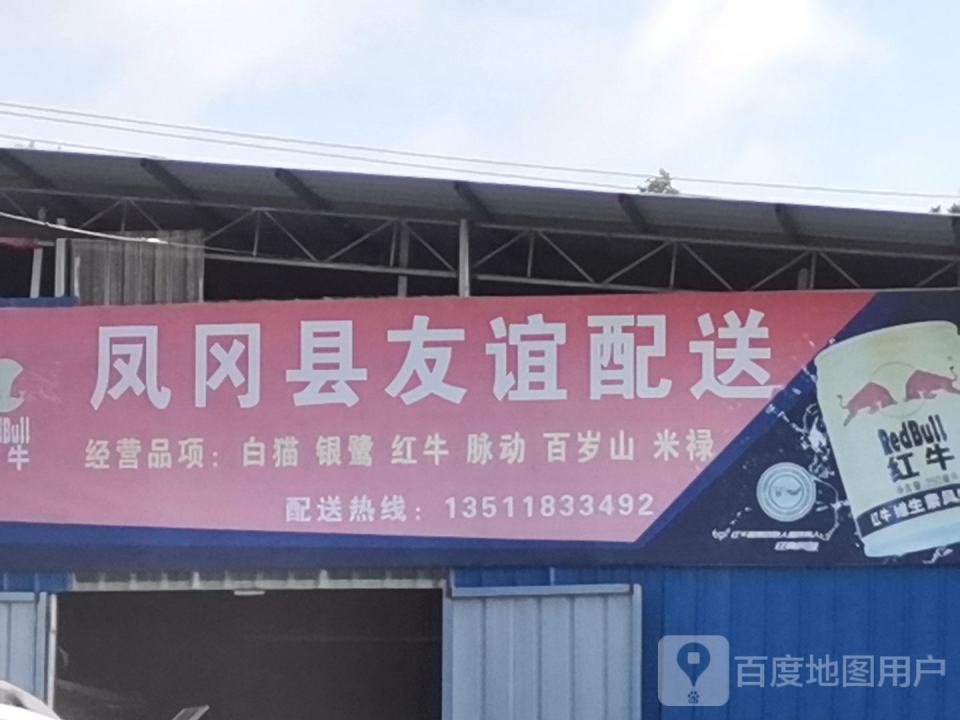 凤冈县友谊配送
经营品项：白猫 银鹭 红牛 脉动 百岁山 米禄
配送热线：13511833492
RedBull
红牛
Bull
牛
百度地图用户